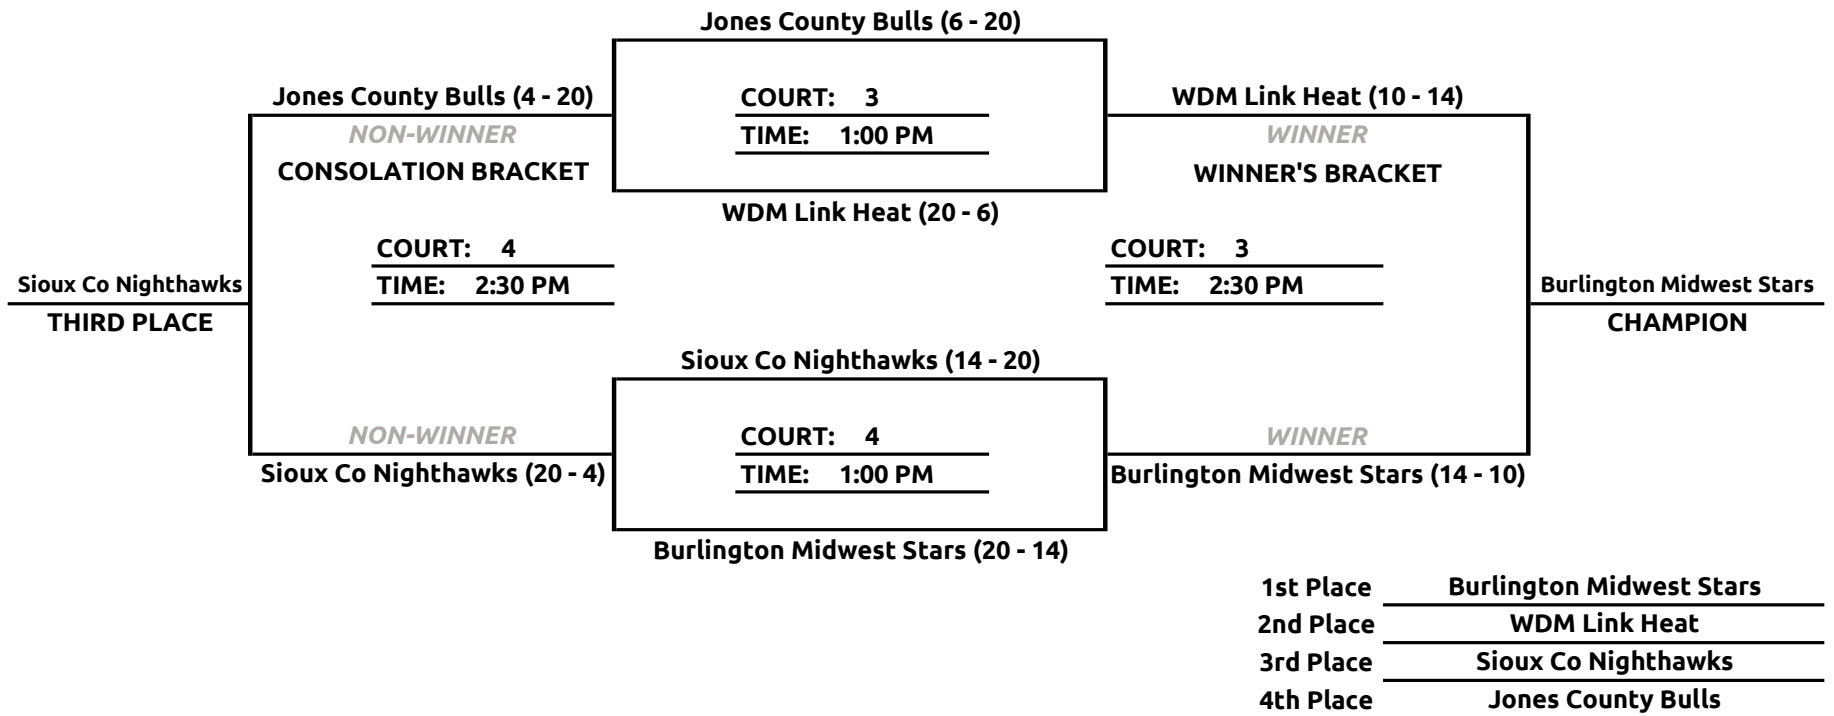 Jones County Bulls (6 - 20)
Jones County Bulls (4 - 20)
COURT: 3
WDM Link Heat (10 - 14)
NON-WINNER
TIME: 1:00 PM
WINNER
CONSOLATION BRACKET
WINNER'S BRACKET
WDM Link Heat (20 - 6)
COURT: 4
COURT: 3
Sioux Co Nighthawks
TIME: 2:30 PM
TIME: 2:30 PM
Burlington Midwest Stars
THIRD PLACE
CHAMPION
Sioux Co Nighthawks (14 - 20)
NON-WINNER
COURT: 4
WINNER
Sioux Co Nighthawks (20 - 4)
TIME: 1:00 PM
Burlington Midwest Stars (14 - 10)
Burlington Midwest Stars (20 - 14)
1st Place Burlington Midwest Stars
2nd Place WDM Link Heat
3rd Place Sioux Co Nighthawks
4th Place Jones County Bulls